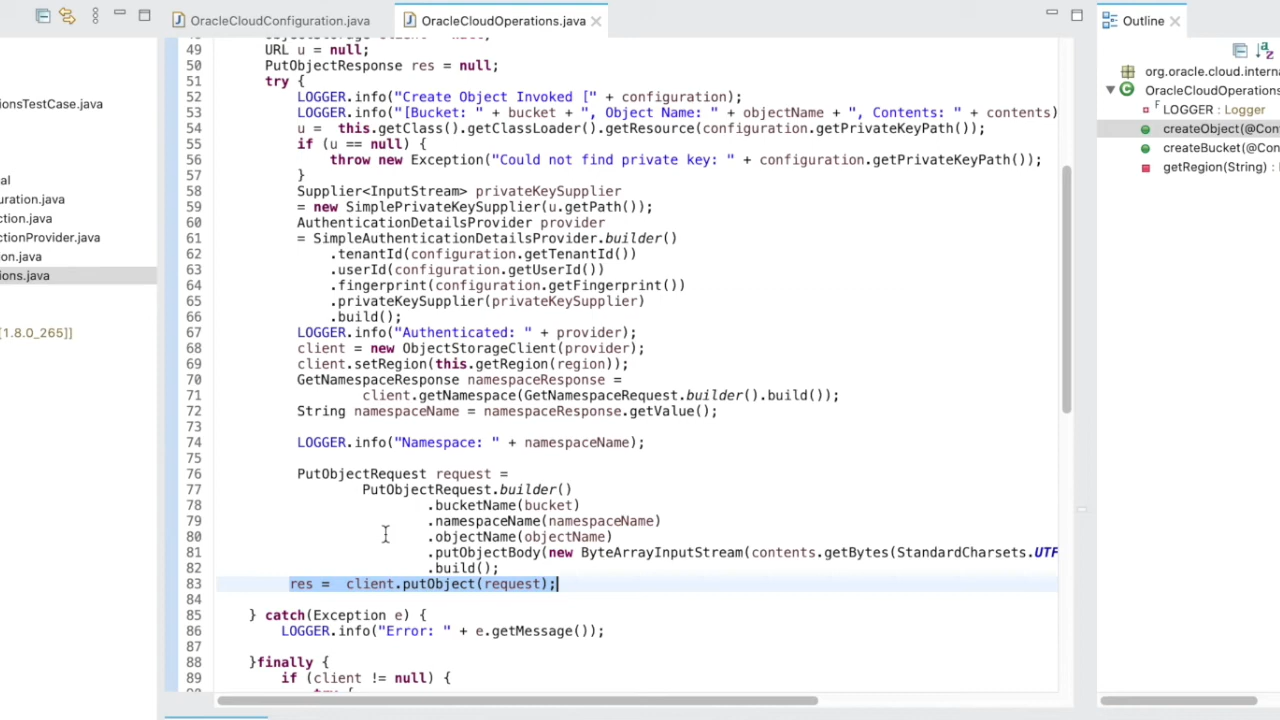 OracleCloudConfiguration.java
OracleCloudOperations.java
Outline
ionsTestCase.java
al
uration.java
ction.java
ctionProvider.java
on.java
ions.java
[1.8.0_265]]
49 URL u = null;
50 PutObjectResponse res = null;
51 try {
52 LOGGER.info("Create Object Invoked [" + configuration);
53 LOGGER.info("[Bucket: " + bucket + ", Object Name: " + objectName + ", Contents: " + contents)
54 u =  this.getClass().getClassLoader().getResource(configuration.getPrivateKeyPath());
55 if (u == null) {
56 throw new Exception("Could not find private key: " + configuration.getPrivateKeyPath());
57 }
58 Supplier<InputStream> privateKeySupplier
59 = new SimplePrivateKeySupplier(u.getPath());
60 AuthenticationDetailsProvider provider
61 = SimpleAuthenticationDetailsProvider.builder()
62 .tenantId(configuration.getTenantId())
63 .userId(configuration.getUserId())
64 .fingerprint(configuration.getFingerprint())
65 .privateKeySupplier(privateKeySupplier)
66 .build();
67 LOGGER.info("Authenticated: " + provider);
68 client = new ObjectStorageClient(provider);
69 client.setRegion(this.getRegion(region));
70 GetNamespaceResponse namespaceResponse =
71 client.getNamespace(GetNamespaceRequest.builder().build());
72 String namespaceName = namespaceResponse.getValue();
73
74 LOGGER.info("Namespace: " + namespaceName);
75
76 PutObjectRequest request =
77 PutObjectRequest.builder()
78 .bucketName(bucket)
79 .namespaceName(namespaceName)
80 .objectName(objectName)
81 .putObjectBody(new ByteArrayInputStream(contents.getBytes(StandardCharsets.UTF
82 .build();
83 res =  client.putObject(request);
84
85 } catch(Exception e) {
86 LOGGER.info("Error: " + e.getMessage());
87
88 }finally {
89 if (client != null) {
org.oracle.cloud.interna
OracleCloudOperations
LOGGER : Logger
createObject(@Con
createBucket(@Co
getRegion(String) :